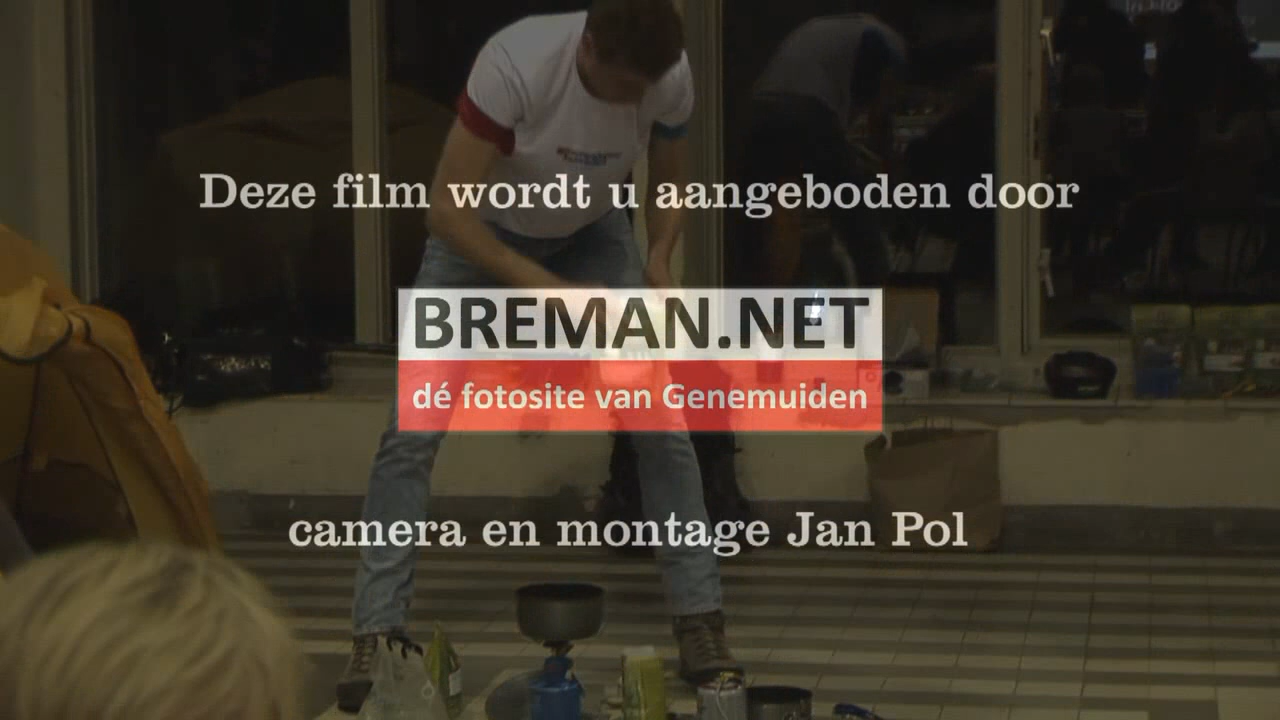 Deze film wordt u aangeboden door
BREMAN.NET
dé fotosite van Genemuiden
camera en montage Jan Pol